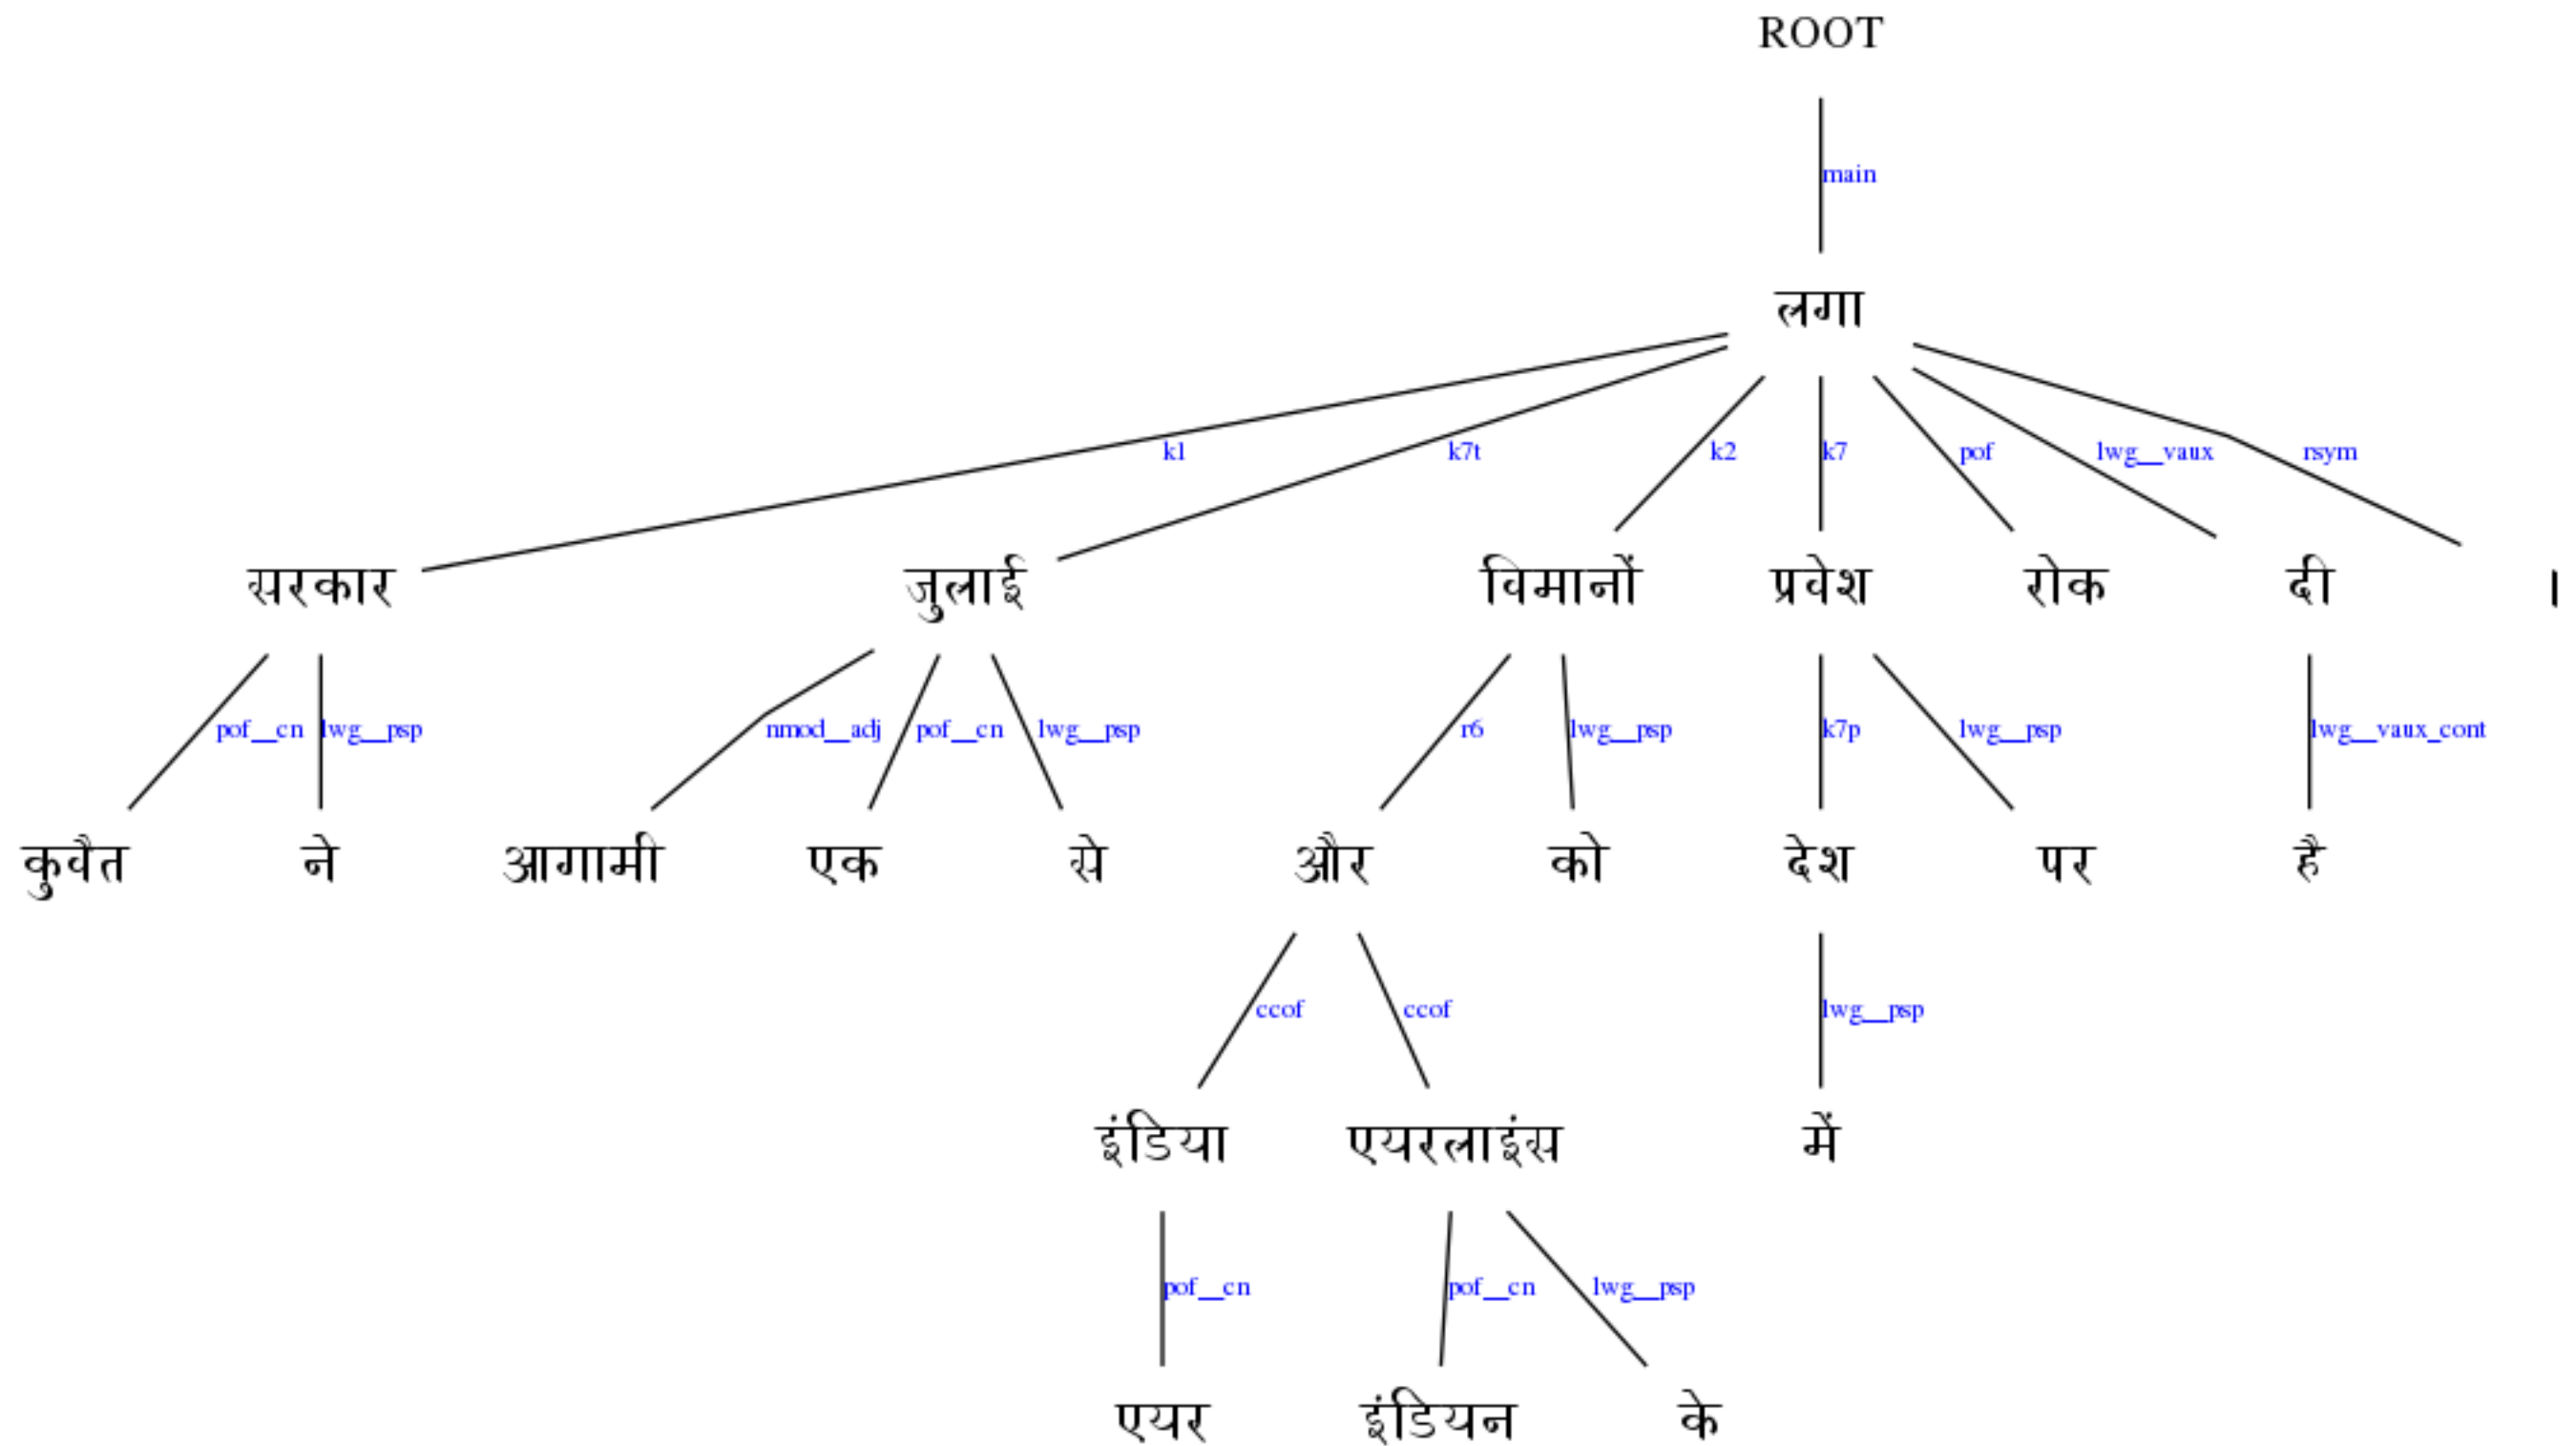 ROOT
main
लगा
k1 k7t k2 k7 pof lwg__vaux rsym
सरकार जुलाई विमानों प्रवेश रोक दी ।
pof__cn lwg__psp nmod__adj pof__cn lwg__psp r6 lwg__psp k7p lwg__psp lwg__vaux_cont
कुवैत ने आगामी एक से और को देश पर है
ccof ccof lwg__psp
इंडिया एयरलाइंस में
pof__cn pof__cn lwg__psp
एयर इंडियन के